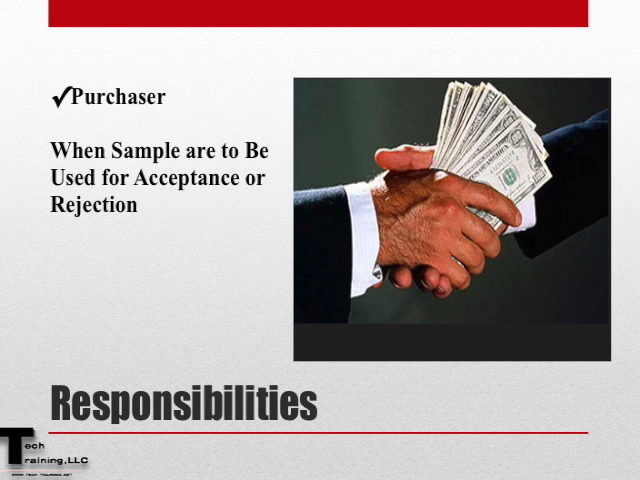 ✓Purchaser
When Sample are to Be
Used for Acceptance or
Rejection
Responsibilities
Tech
Training,LLC